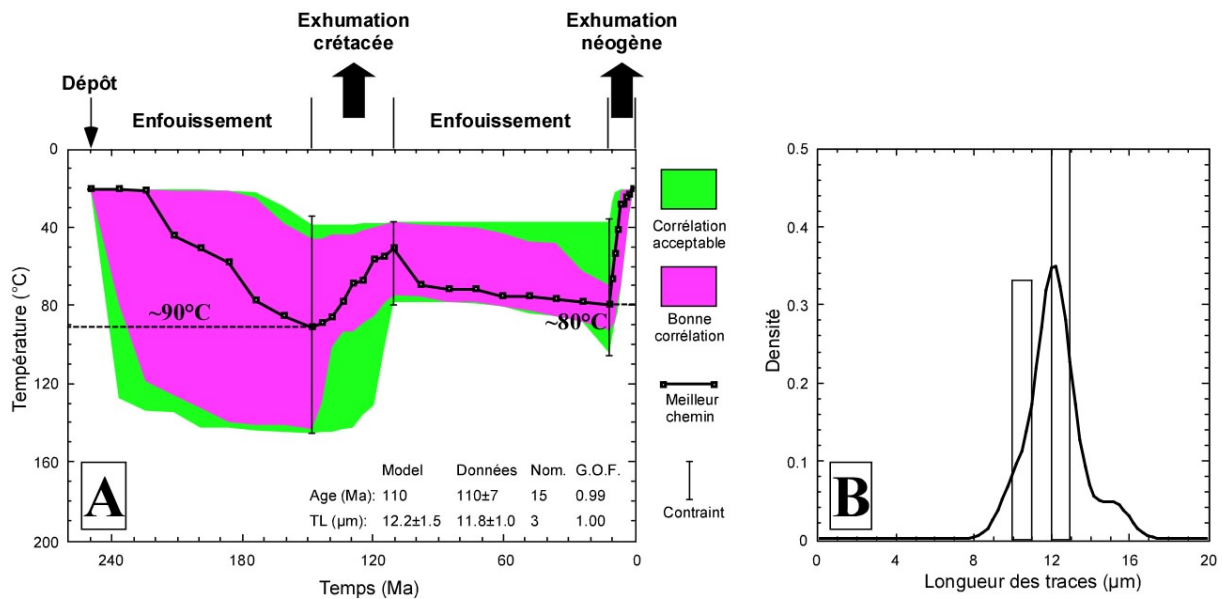 Exhumation
crétacée
Exhumation
néogène
Dépôt
Enfouissement
Enfouissement
0
40
80
120
160
200
Température (°C)
~90°C
~80°C
A
Model Données Nom. G.O.F.
Age (Ma): 110 110±7 15 0.99
TL (µm): 12.2±1.5 11.8±1.0 3 1.00
240 180 120 60 0
Temps (Ma)
Corrélation
acceptable
Bonne
corrélation
Meilleur
chemin
Contraint
0.5
0.4
0.3
0.2
0.1
0
Densité
B
0 4 8 12 16 20
Longueur des traces (µm)